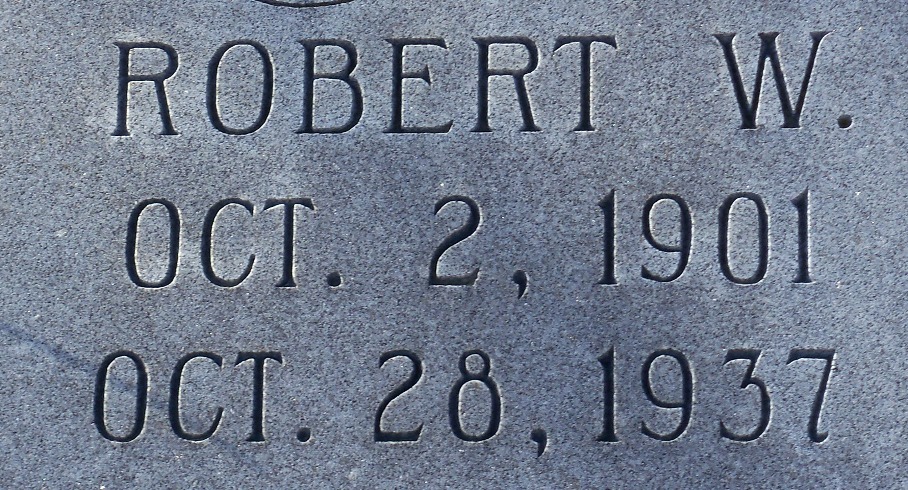 ROBERT W.
OCT. 2, 1901
OCT. 28, 1937